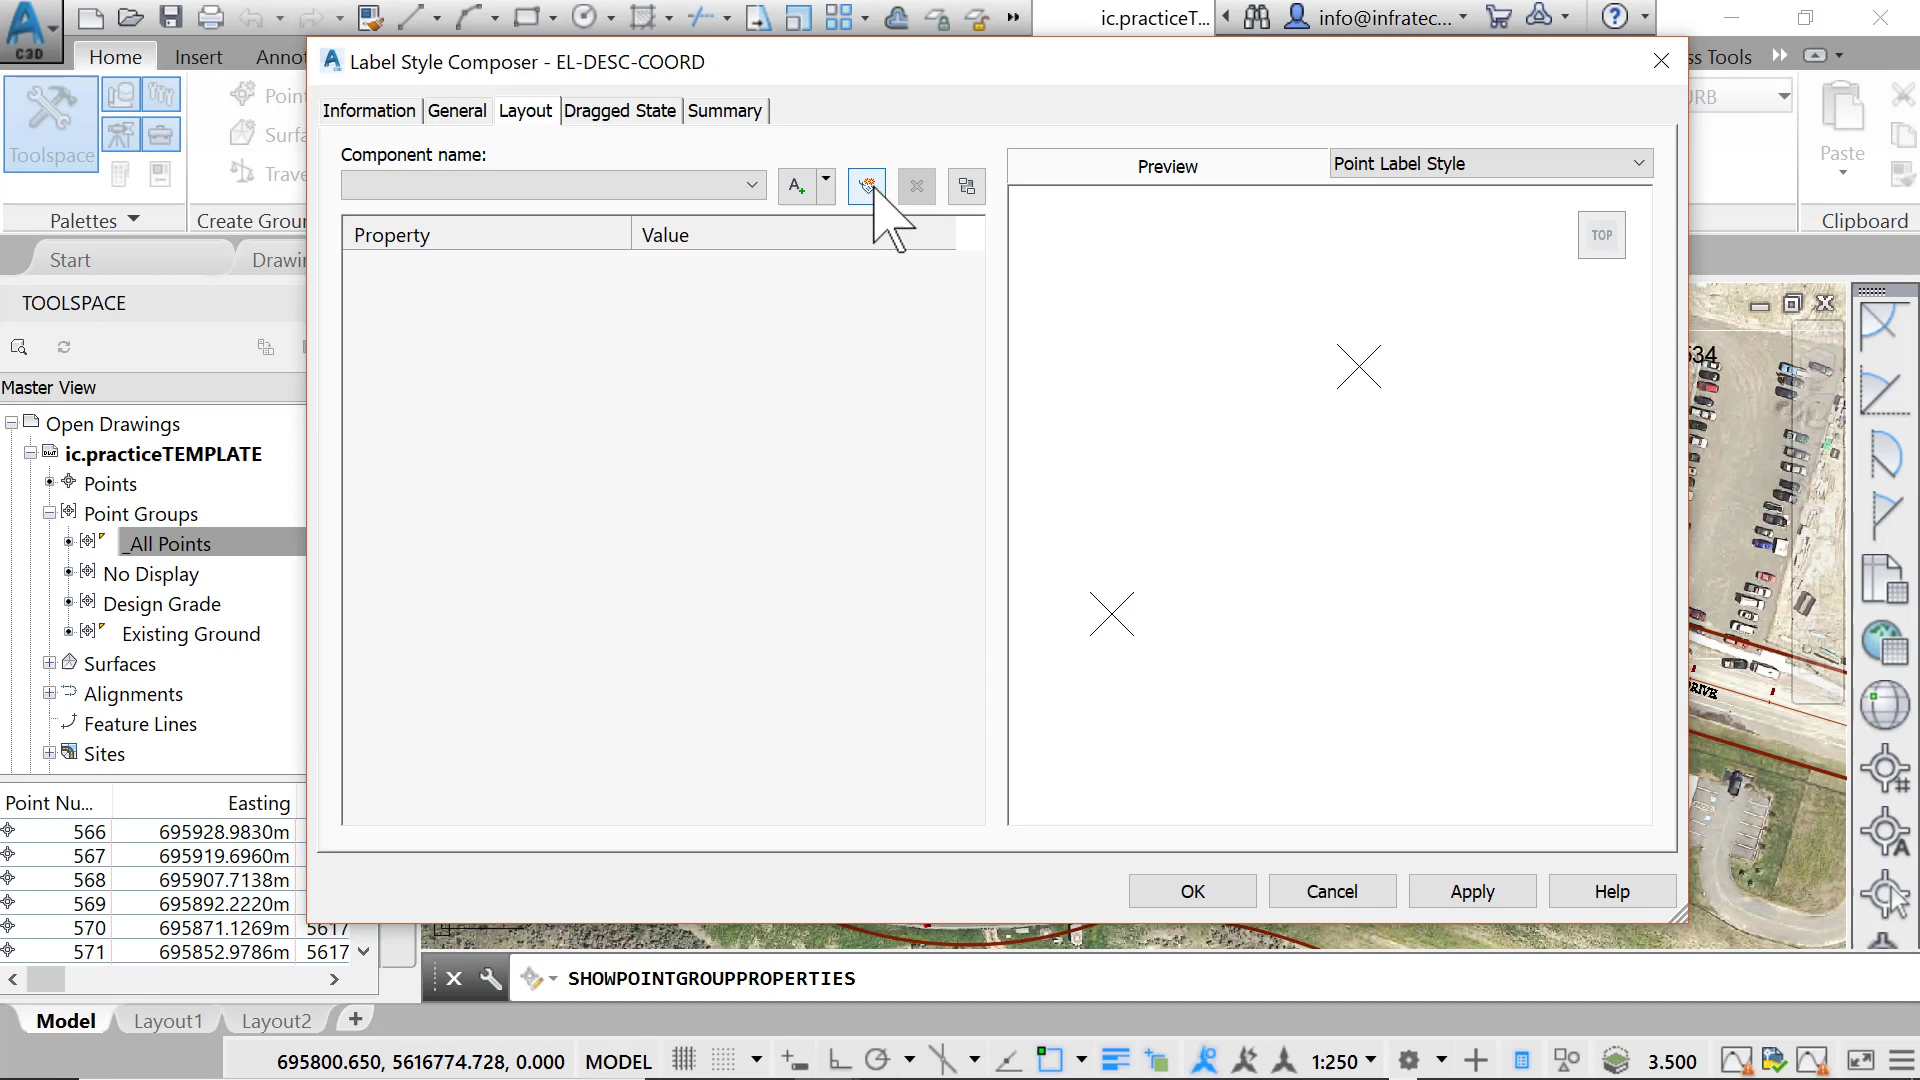 C3D
ic.practiceT...
info@infratec...
Home
Insert
Anno
ss Tools
Label Style Composer - EL-DESC-COORD
Information
General
Layout
Dragged State
Summary
Toolspace
Poin
Surfa
Trave
Palettes
Create Grou
URB
Paste
Clipboard
Start
Drawi
Component name:
Preview
Point Label Style
Property
Value
TOP
TOOLSPACE
Master View
Open Drawings
ic.practiceTEMPLATE
Points
Point Groups
_All Points
No Display
Design Grade
Existing Ground
Surfaces
Alignments
Feature Lines
Sites
534
DRIVE
Point Nu...
Easting
566 695928.9830m
567 695919.6960m
568 695907.7138m
569 695892.2220m
570 695871.1269m 5617
571 695852.9786m 5617
OK
Cancel
Apply
Help
SHOWPOINTGROUPPROPERTIES
Model
Layout1
Layout2
695800.650, 5616774.728, 0.000
MODEL
1:250
3.500